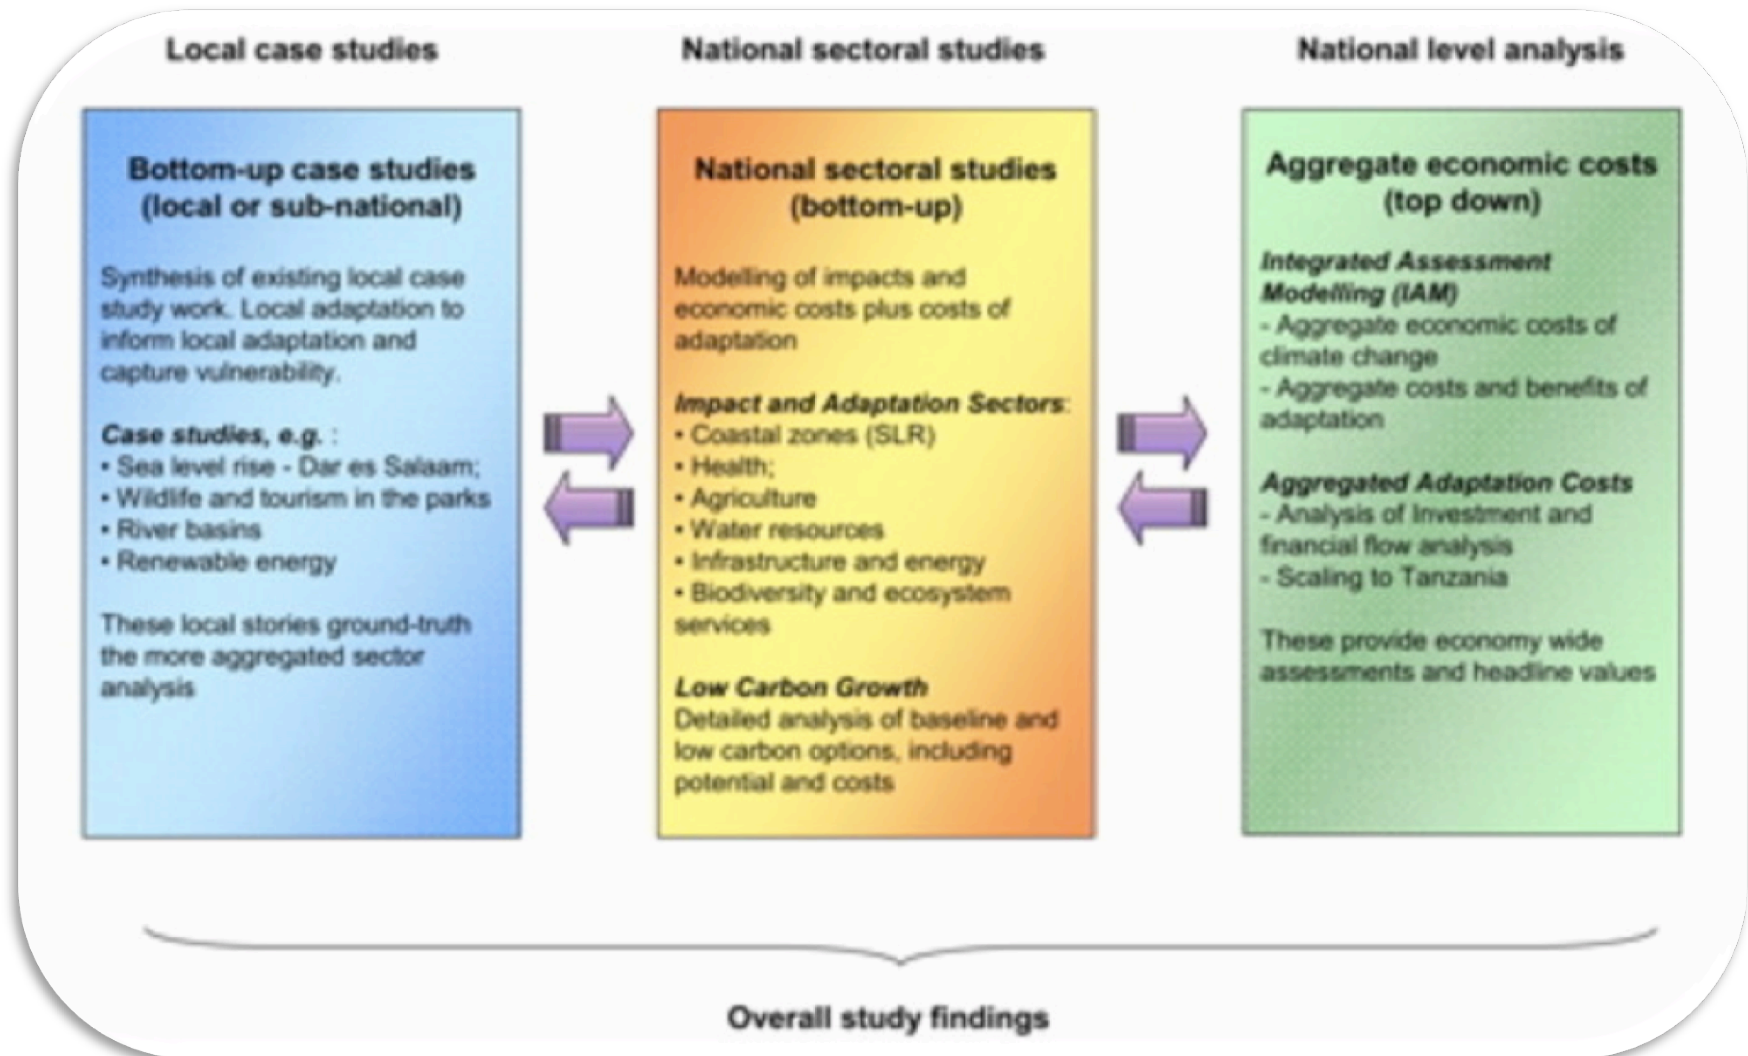 Local case studies
National sectoral studies
National level analysis
Bottom-up case studies
(local or sub-national)
Synthesis of existing local case
study work. Local adaptation to
inform local adaptation and
capture vulnerability.
Case studies, e.g. :
• Sea level rise - Dar es Salaam;
• Wildlife and tourism in the parks
• River basins
• Renewable energy
These local stories ground-truth
the more aggregated sector
analysis
National sectoral studies
(bottom-up)
Modelling of impacts and
economic costs plus costs of
adaptation
Impact and Adaptation Sectors:
• Coastal zones (SLR)
• Health;
• Agriculture
• Water resources
• Infrastructure and energy
• Biodiversity and ecosystem
services
Low Carbon Growth
Detailed analysis of baseline and
low carbon options, including
potential and costs
Aggregate economic costs
(top down)
Integrated Assessment
Modelling (IAM)
- Aggregate economic costs of
climate change
- Aggregate costs and benefits of
adaptation
Aggregated Adaptation Costs
- Analysis of Investment and
financial flow analysis
- Scaling to Tanzania
These provide economy wide
assessments and headline values
Overall study findings